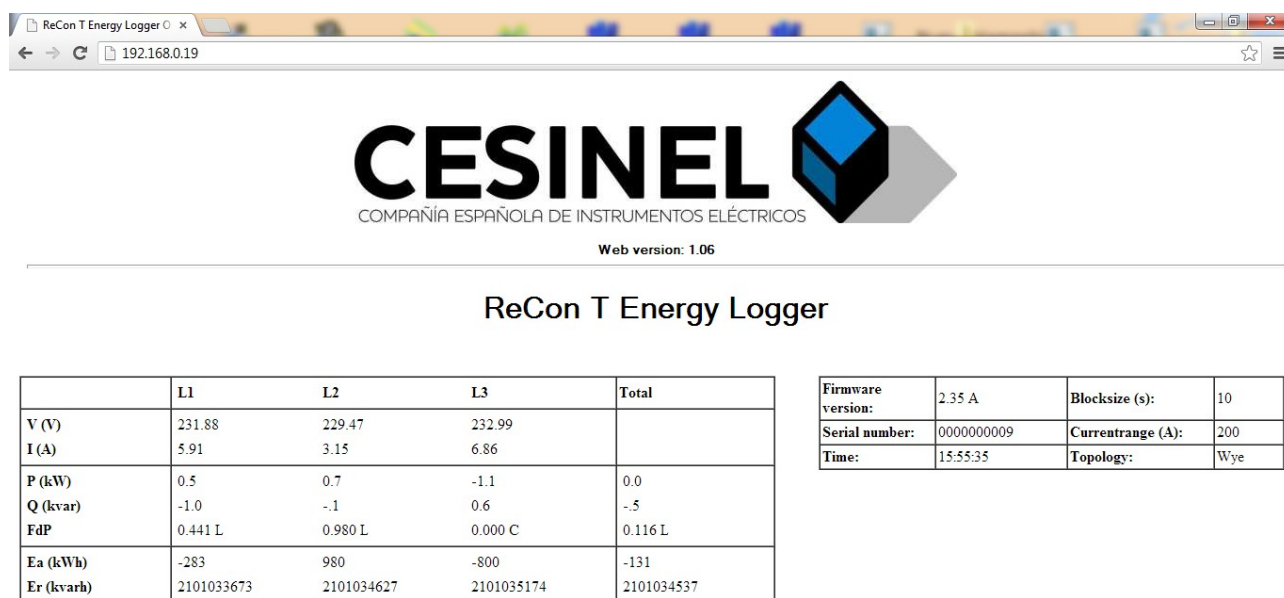 ReCon T Energy Logger O
192.168.0.19
CESINEL
COMPAÑÍA ESPAÑOLA DE INSTRUMENTOS ELÉCTRICOS
Web version: 1.06
ReCon T Energy Logger
L1 L2 L3 Total
V (V) 231.88 229.47 232.99
I (A) 5.91 3.15 6.86
P (kW) 0.5 0.7 -1.1 0.0
Q (kvar) -1.0 -.1 0.6 -.5
FdP 0.441 L 0.980 L 0.000 C 0.116 L
Ea (kWh) -283 980 -800 -131
Er (kvarh) 2101033673 2101034627 2101035174 2101034537
Firmware
version: 2.35 A Blocksize (s): 10
Serial number: 0000000009 Currentrange (A): 200
Time: 15:55:35 Topology: Wye